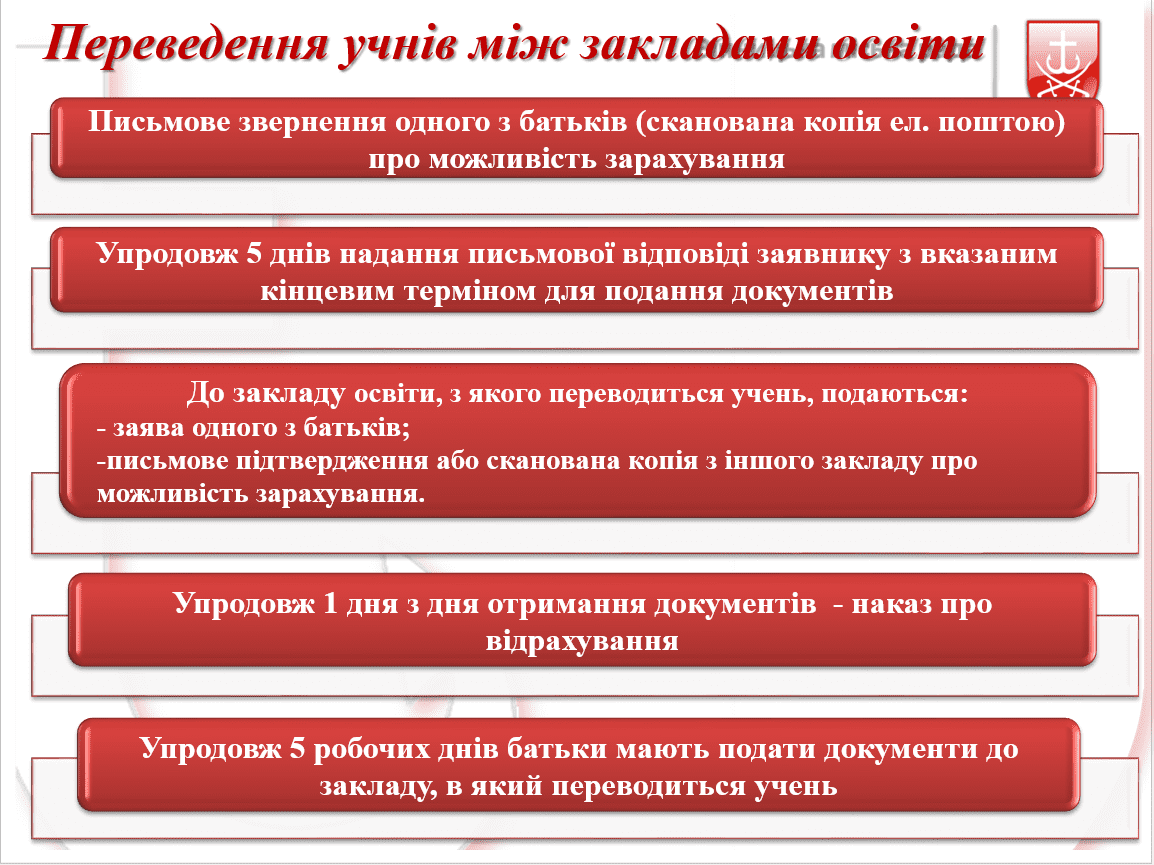 Переведення учнів між закладами освіти
Письмове звернення одного з батьків (сканована копія ел. поштою)
про можливість зарахування
Упродовж 5 днів надання письмової відповіді заявнику з вказаним
кінцевим терміном для подання документів
До закладу освіти, з якого переводиться учень, подаються:
- заява одного з батьків;
-письмове підтвердження або сканована копія з іншого закладу про
можливість зарахування.
Упродовж 1 дня з дня отримання документів - наказ про
відрахування
Упродовж 5 робочих днів батьки мають подати документи до
закладу, в який переводиться учень